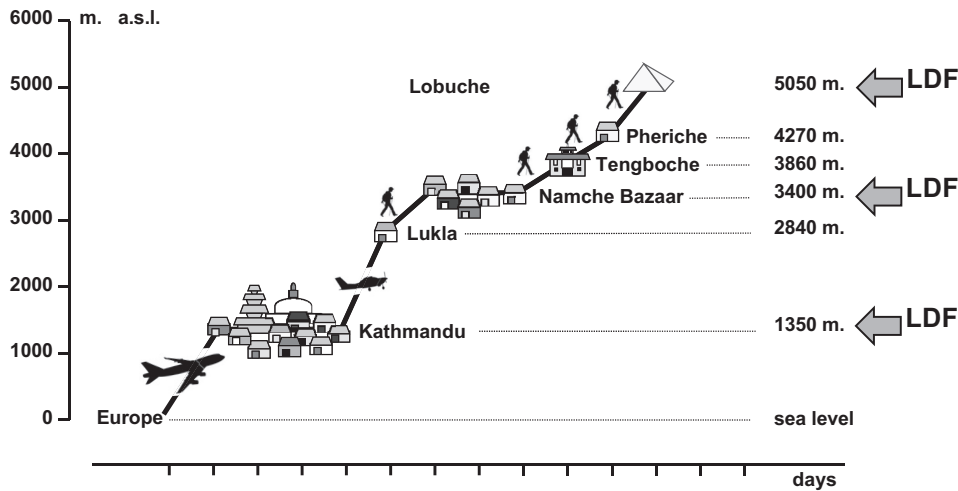 6000 m. a.s.l.
5000 Lobuche 5050 m. LDF
Pheriche 4270 m.
4000 Tengboche 3860 m.
Namche Bazaar 3400 m. LDF
3000 Lukla 2840 m.
2000
Kathmandu 1350 m. LDF
1000
0 Europe sea level
days